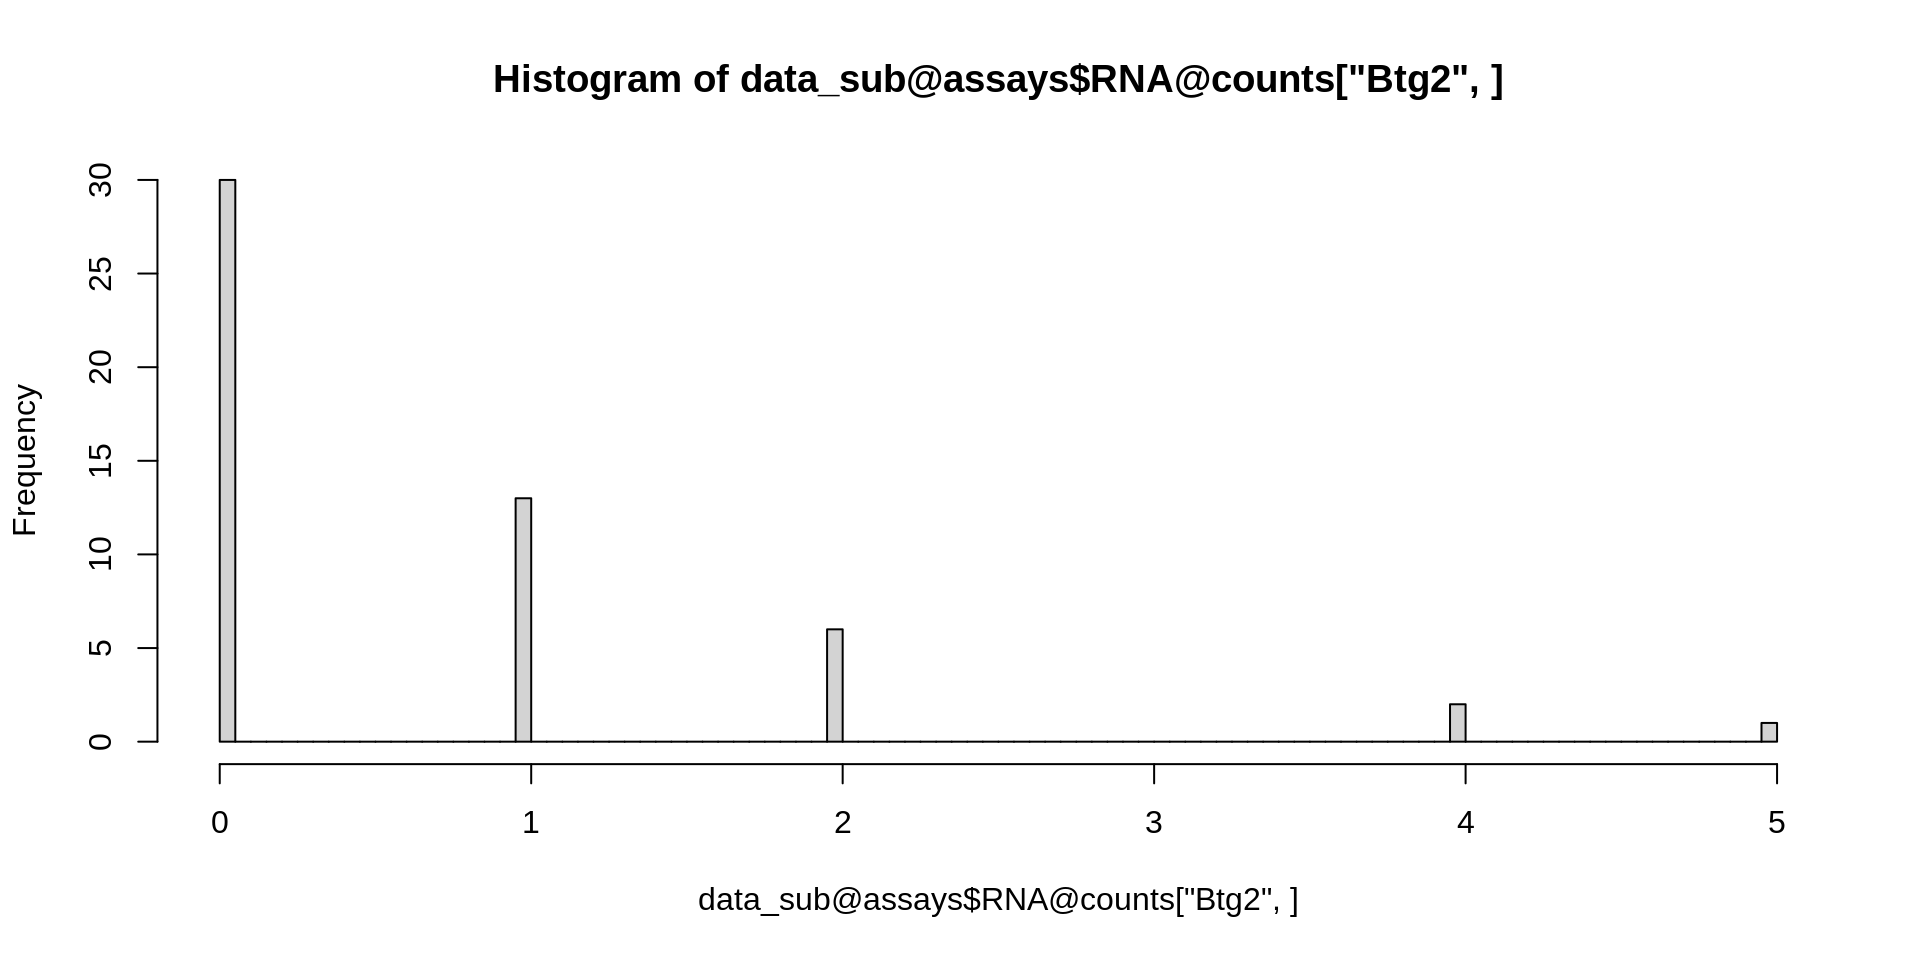 Histogram of data_sub@assays$RNA@counts["Btg2", ]
Frequency
30
25
20
15
10
5
0
0 1 2 3 4 5
data_sub@assays$RNA@counts["Btg2", ]